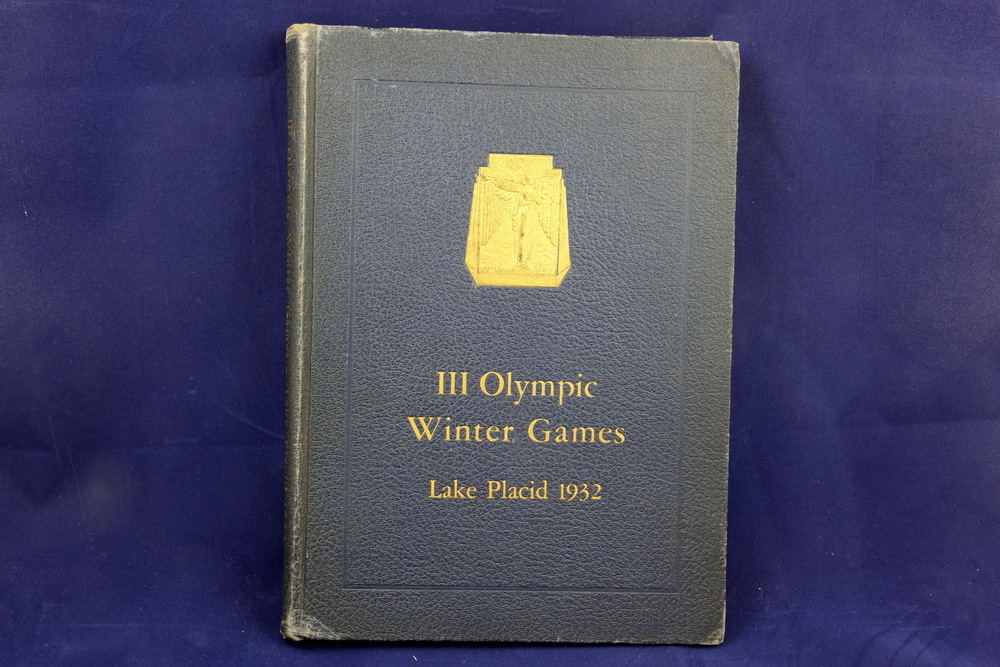 III Olympic
Winter Games
Lake Placid 1932